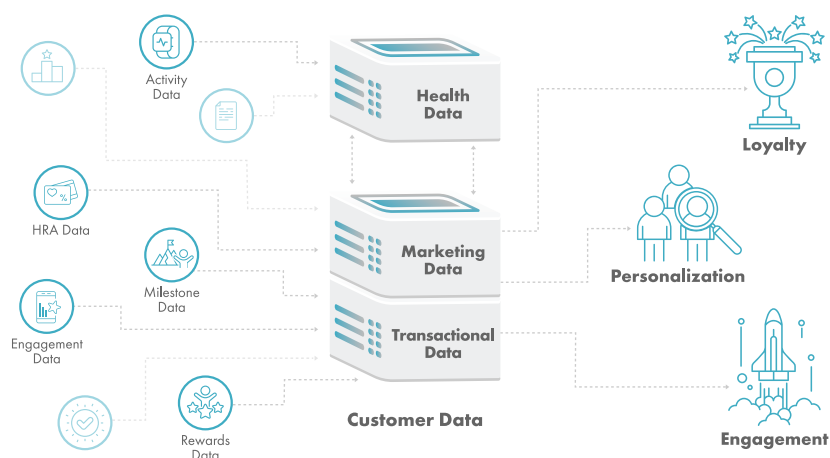 Activity
Data
Health
Data
Loyalty
HRA Data
Marketing
Data
Personalization
Milestone
Data
Engagement
Data
Transactional
Data
Customer Data
Rewards
Data
Engagement